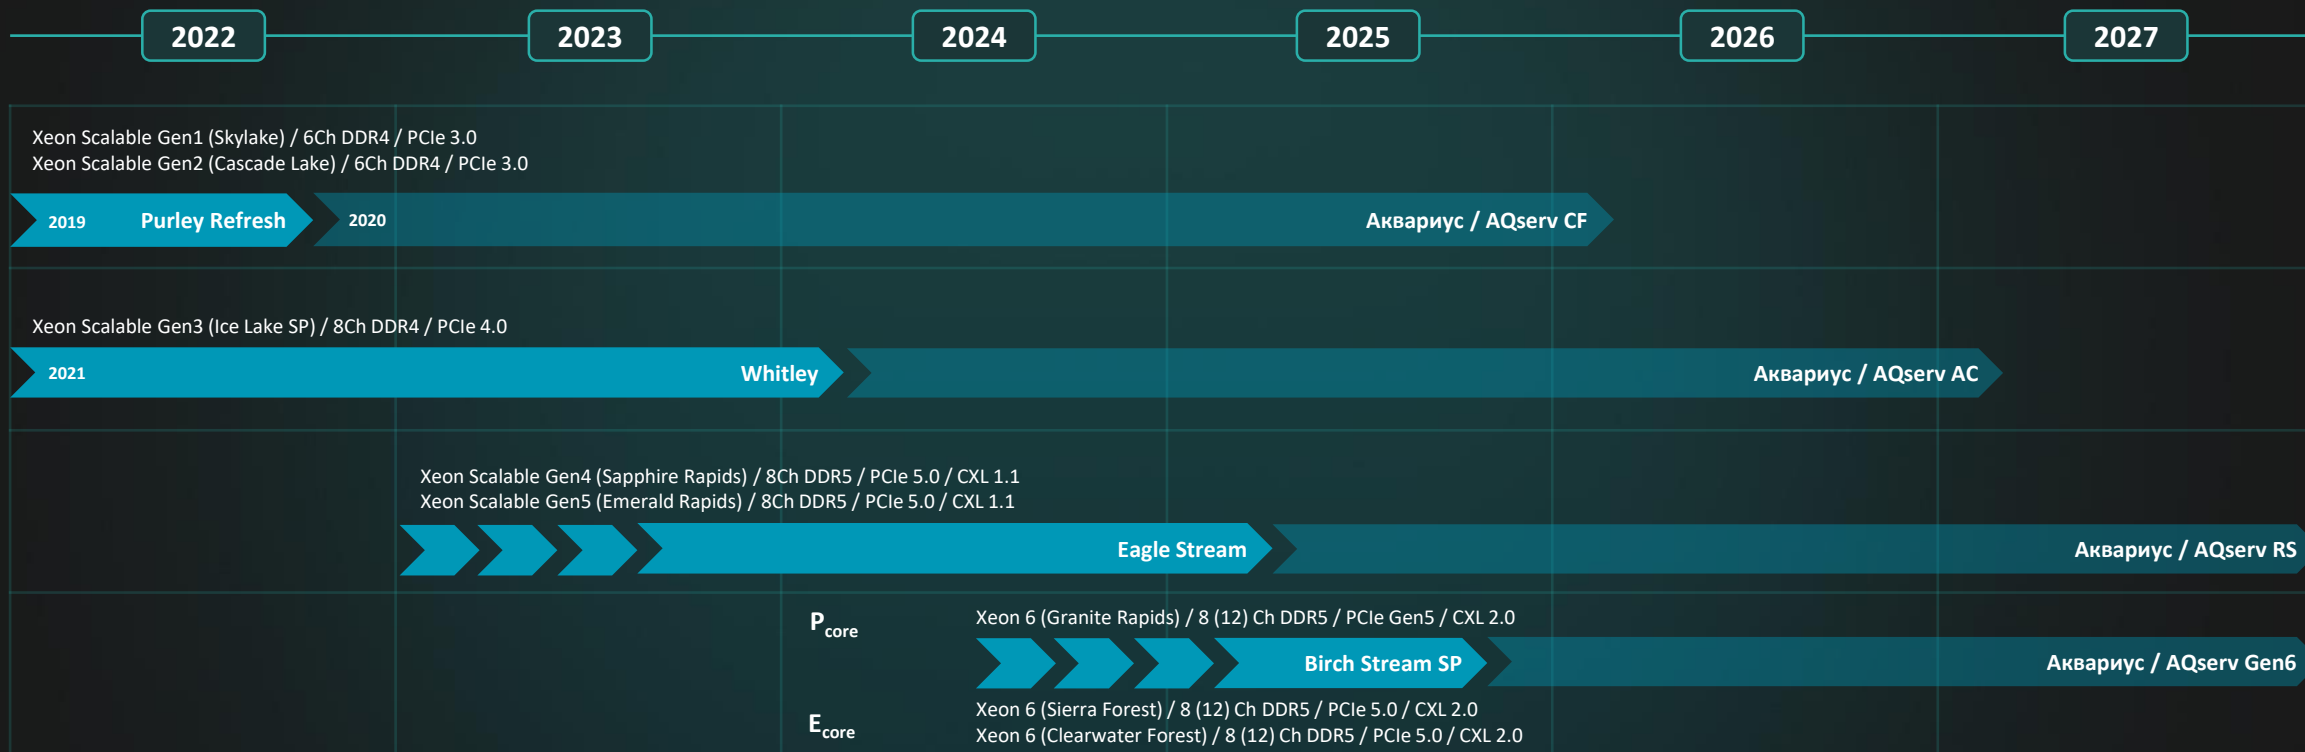 2022 2023 2024 2025 2026 2027
Xeon Scalable Gen1 (Skylake) / 6Ch DDR4 / PCIe 3.0
Xeon Scalable Gen2 (Cascade Lake) / 6Ch DDR4 / PCIe 3.0
2019 Purley Refresh 2020 Аквариус / AQserv CF
Xeon Scalable Gen3 (Ice Lake SP) / 8Ch DDR4 / PCIe 4.0
2021 Whitley Аквариус / AQserv AC
Xeon Scalable Gen4 (Sapphire Rapids) / 8Ch DDR5 / PCIe 5.0 / CXL 1.1
Xeon Scalable Gen5 (Emerald Rapids) / 8Ch DDR5 / PCIe 5.0 / CXL 1.1
Eagle Stream Аквариус / AQserv RS
Pcore Xeon 6 (Granite Rapids) / 8 (12) Ch DDR5 / PCIe Gen5 / CXL 2.0
Birch Stream SP Аквариус / AQserv Gen6
Ecore Xeon 6 (Sierra Forest) / 8 (12) Ch DDR5 / PCIe 5.0 / CXL 2.0
Xeon 6 (Clearwater Forest) / 8 (12) Ch DDR5 / PCIe 5.0 / CXL 2.0